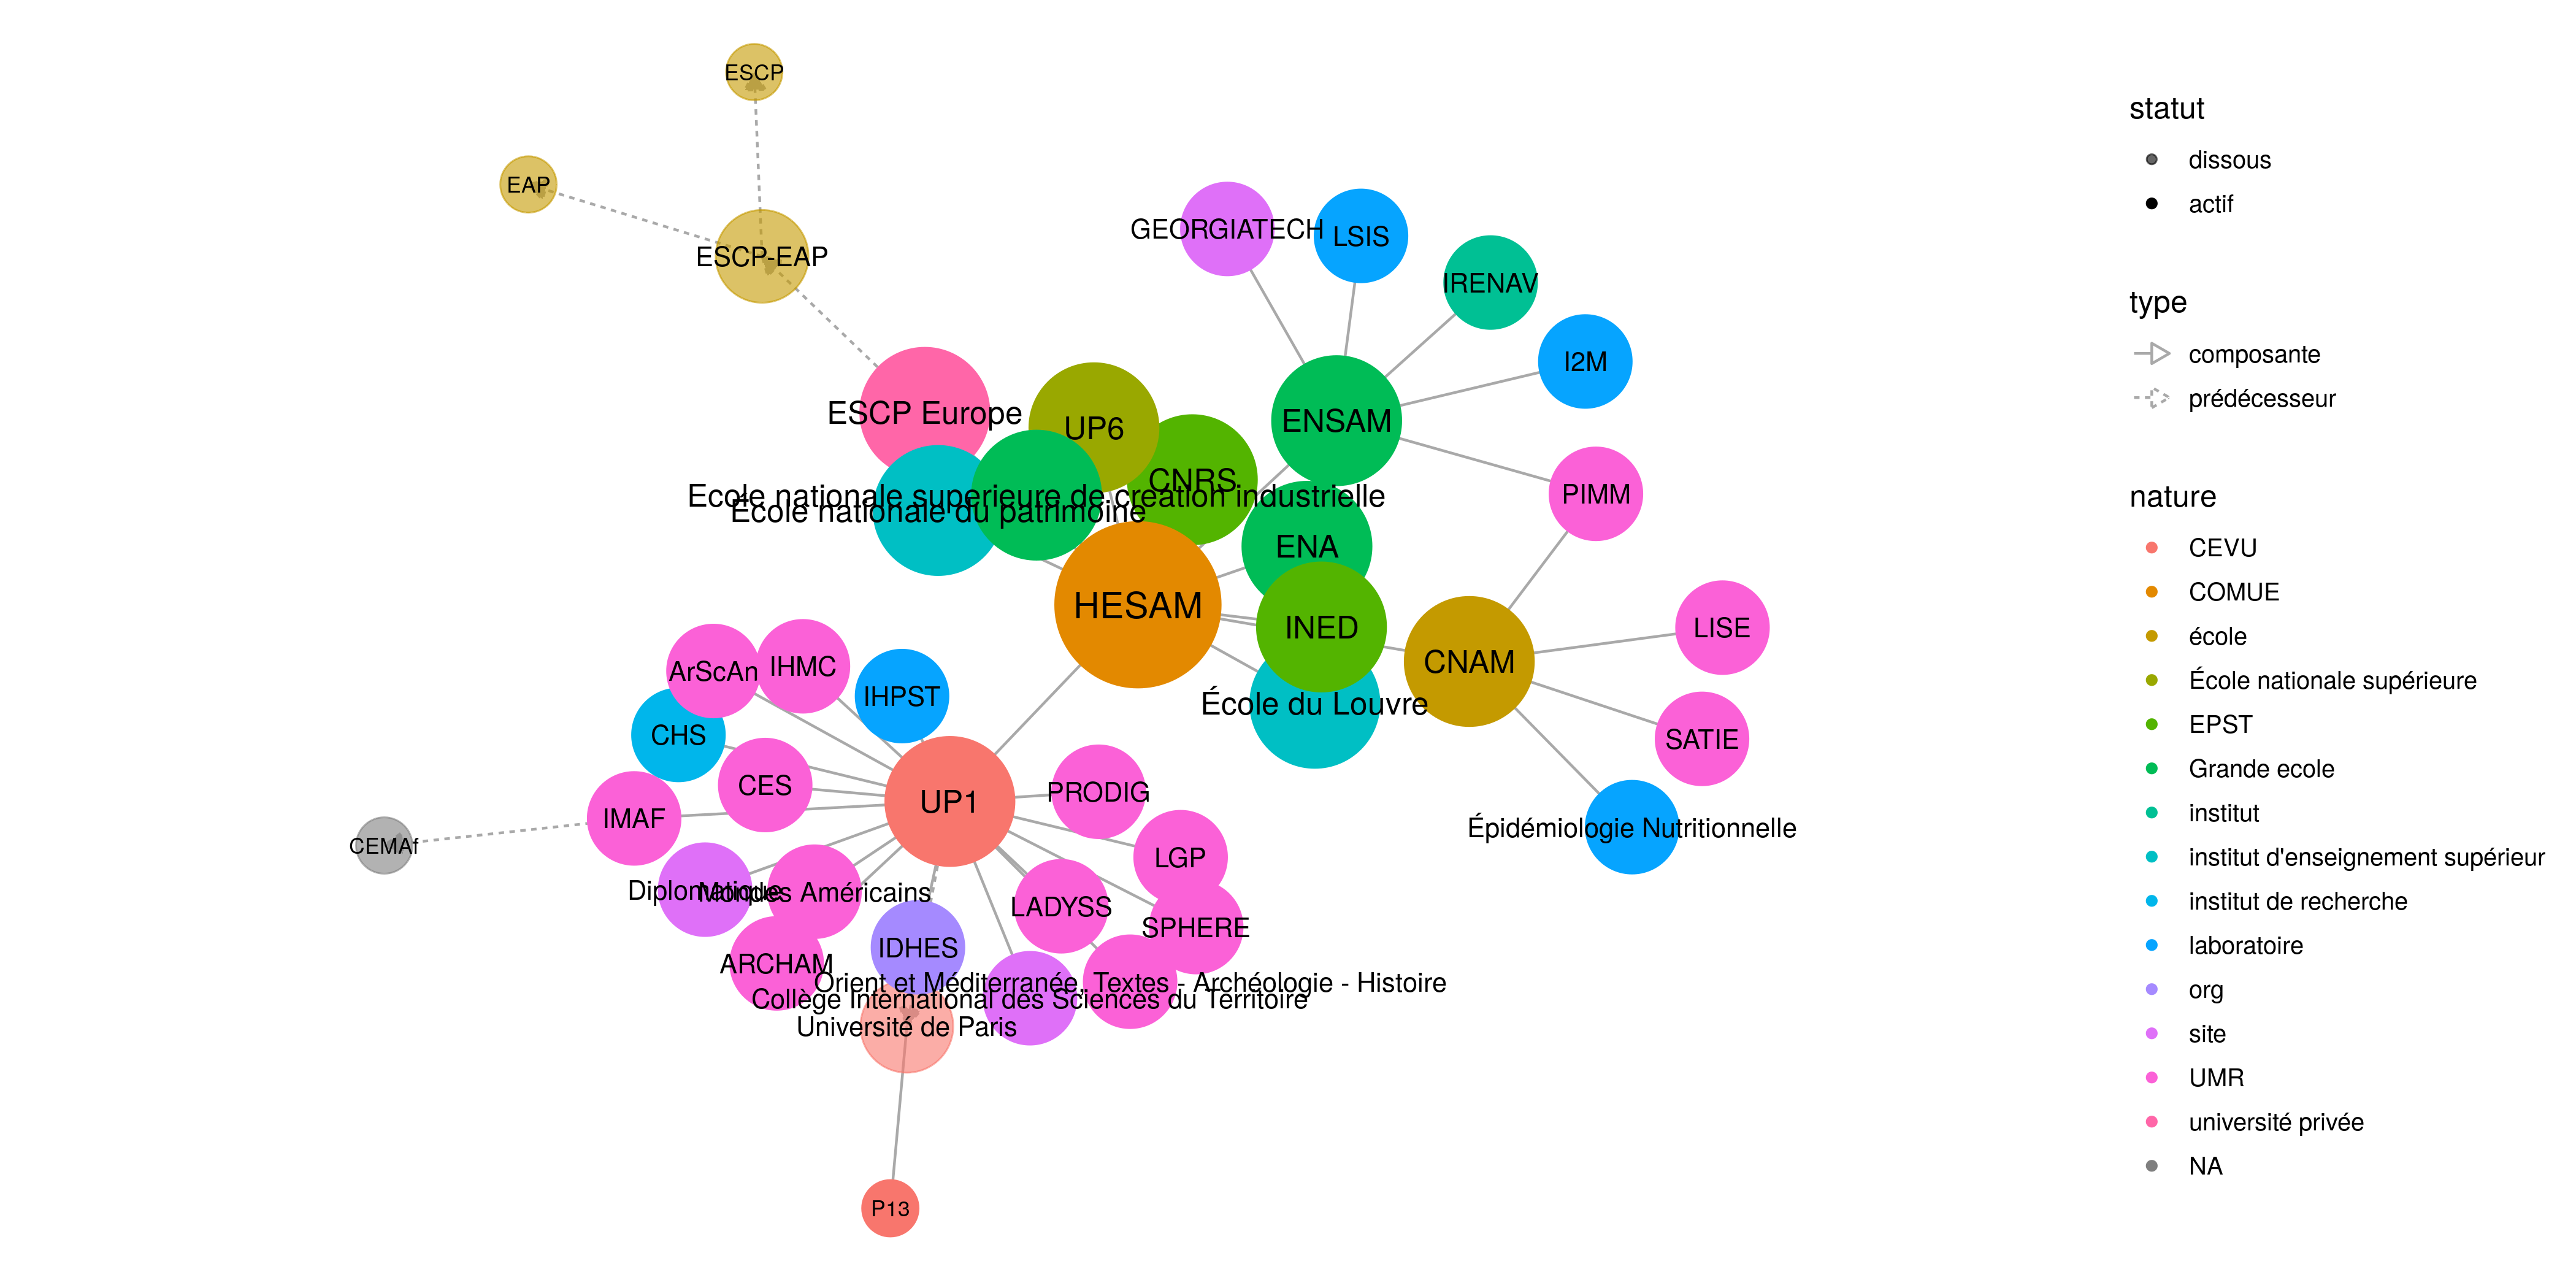 ESCP
EAP
ESCP-EAP
GEORGIATECH
LSIS
IRENAV
I2M
ESCP Europe
UP6
ENSAM
CNRS
PIMM
Ecole nationale superieure de creation industrielle
École nationale du patrimoine
ENA
HESAM
INED
LISE
CNAM
ArScAn
IHMC
IHPST
École du Louvre
CHS
SATIE
CES
PRODIG
UP1
IMAF
Épidémiologie Nutritionnelle
CEMAf
LGP
Diplomatique
Mondes Américains
LADYSS
SPHERE
IDHES
ARCHAM
Orient et Méditerranée, Textes - Archéologie - Histoire
Collège International des Sciences du Territoire
Université de Paris
P13
statut
dissous
actif
type
composante
prédécesseur
nature
CEVU
COMUE
école
École nationale supérieure
EPST
Grande ecole
institut
institut d'enseignement supérieur
institut de recherche
laboratoire
org
site
UMR
université privée
NA